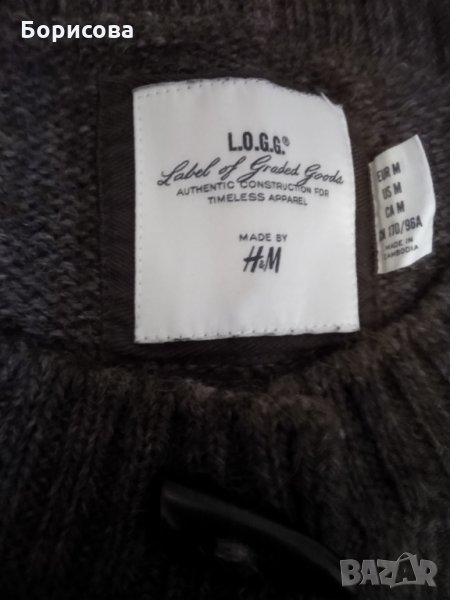 Борисова
L.O.G.G.®
Label of Graded Goods
AUTHENTIC CONSTRUCTION FOR
TIMELESS APPAREL
MADE BY
H&M
EUR M
US M
CA M
CN 170/96A
MADE IN
CAMBODIA
BAZAR